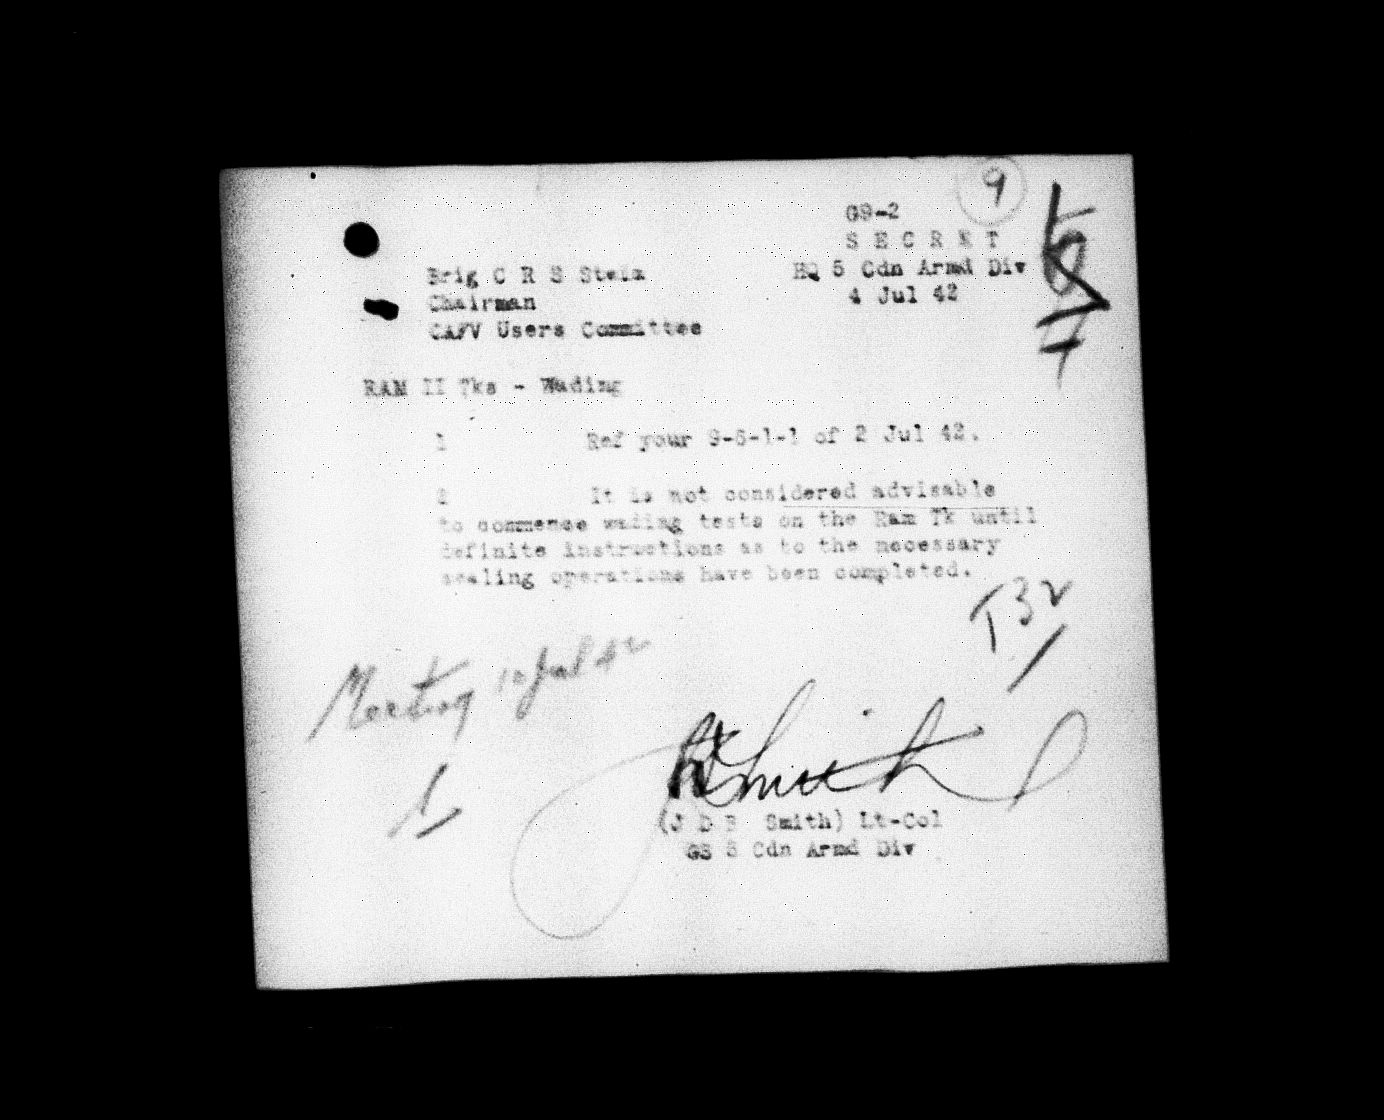 9
G9-2
S E C R E T
HQ 5 Cdn Armd Div
4 Jul 42
Brig C R S Stein
Chairman
CAFV Users Committee
RAM II Tks - Wading
1 Ref your 9-6-1-1 of 2 Jul 42.
2 It is not considered advisable
to commence wading tests on the Ram Tk until
definite instructions as to the necessary
sealing operations have been completed.
Meeting 10 Jul 42
Smith
(J D B Smith) Lt-Col
GS 5 Cdn Armd Div